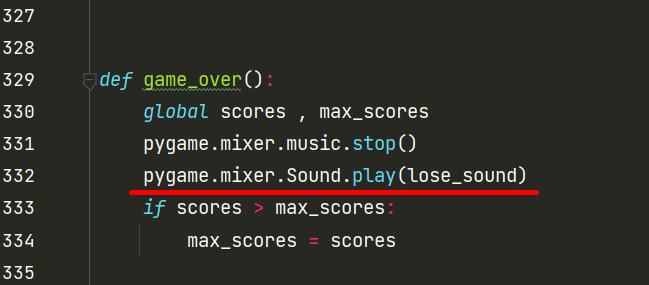 327
328
329 def game_over():
330 global scores , max_scores
331 pygame.mixer.music.stop()
332 pygame.mixer.Sound.play(lose_sound)
333 if scores > max_scores:
334 max_scores = scores
335